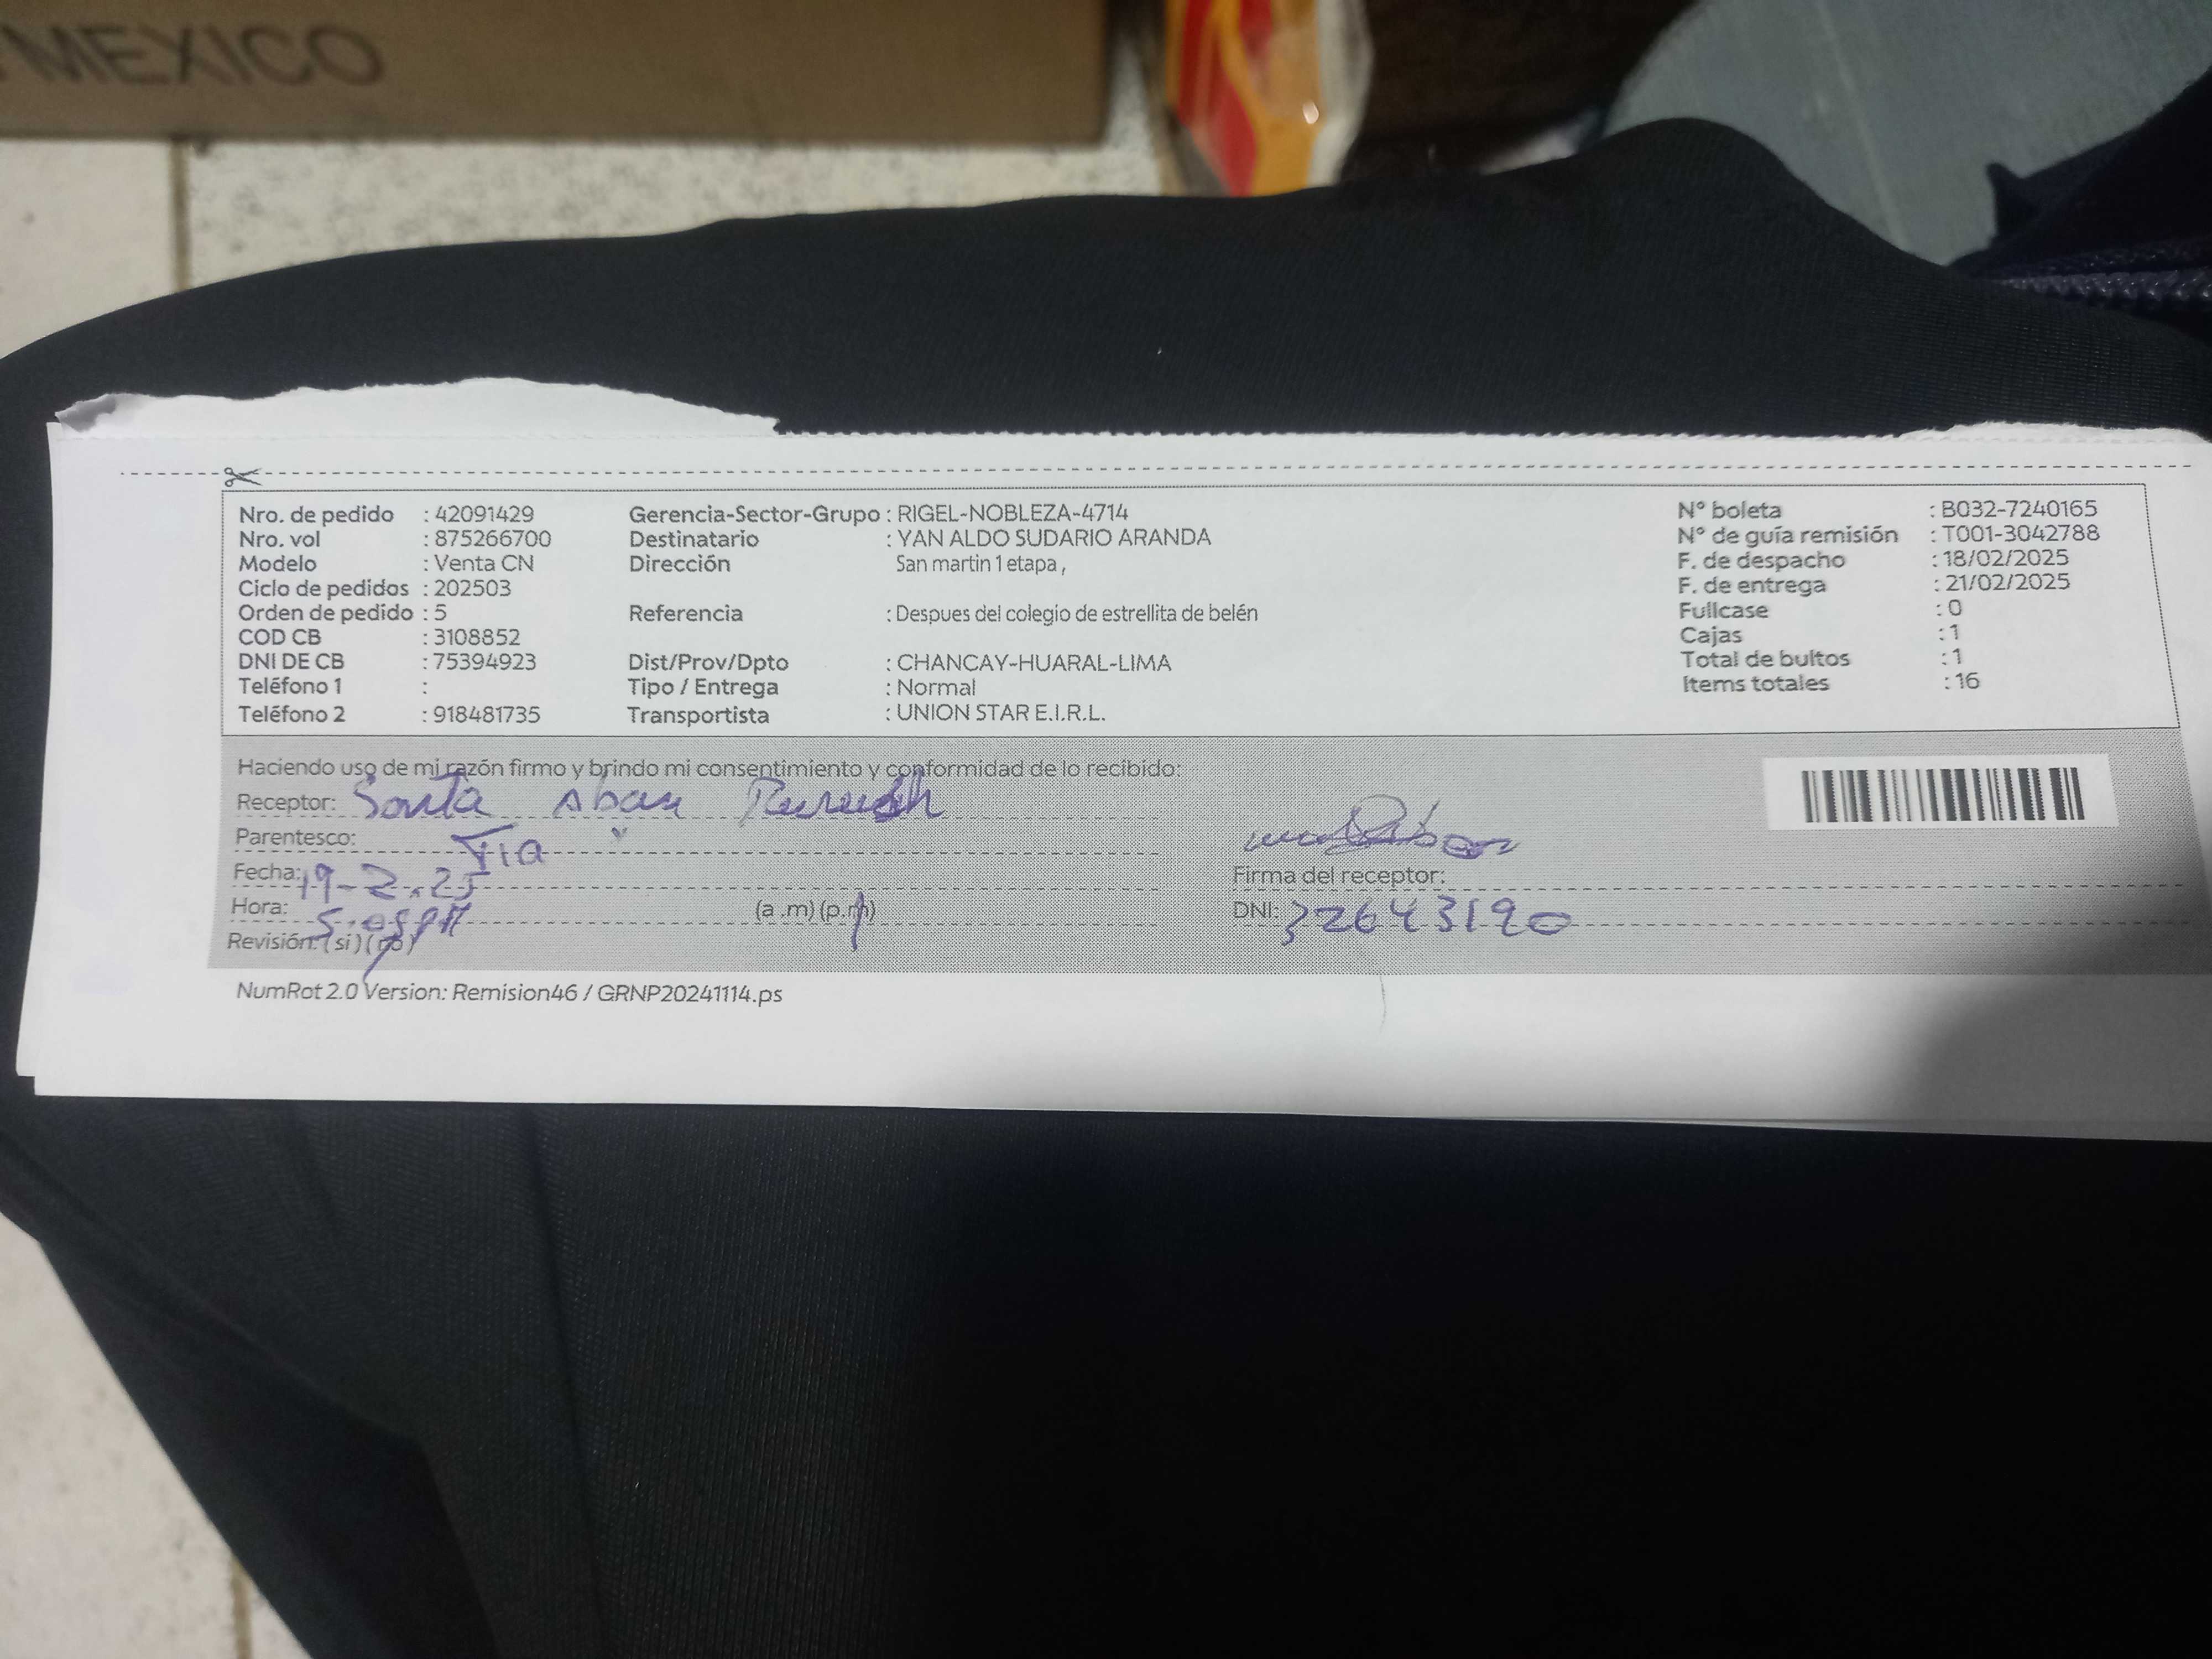 MEXICO
Nro. de pedido : 42091429
Nro. vol : 875266700
Modelo : Venta CN
Ciclo de pedidos : 202503
Orden de pedido : 5
COD CB : 3108852
DNI DE CB : 75394923
Teléfono 1 :
Teléfono 2 : 918481735
Gerencia-Sector-Grupo : RIGEL-NOBLEZA-4714
Destinatario : YAN ALDO SUDARIO ARANDA
Dirección San martin 1 etapa ,
Referencia : Despues del colegio de estrellita de belén
Dist/Prov/Dpto : CHANCAY-HUARAL-LIMA
Tipo / Entrega : Normal
Transportista : UNION STAR E.I.R.L.
N° boleta : B032-7240165
N° de guía remisión : T001-3042788
F. de despacho : 18/02/2025
F. de entrega : 21/02/2025
Fullcase : 0
Cajas : 1
Total de bultos : 1
Items totales : 16
Haciendo uso de mi razón firmo y brindo mi consentimiento y conformidad de lo recibido:
Receptor:
Parentesco: Tia
Fecha: 19-2.25
Hora: (a.m) (p.m)
Revisión: (si) (no)
Firma del receptor:
DNI: 32643190
NumRot 2.0 Version: Remision46 / GRNP20241114.ps